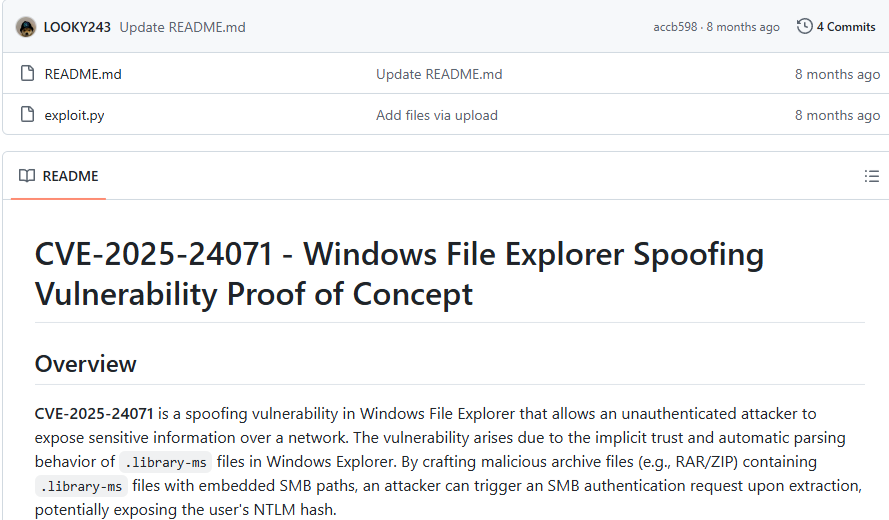 LOOKY243 Update README.md accb598 · 8 months ago 4 Commits
README.md Update README.md 8 months ago
exploit.py Add files via upload 8 months ago
README
CVE-2025-24071 - Windows File Explorer Spoofing
Vulnerability Proof of Concept
Overview
CVE-2025-24071 is a spoofing vulnerability in Windows File Explorer that allows an unauthenticated attacker to
expose sensitive information over a network. The vulnerability arises due to the implicit trust and automatic parsing
behavior of .library-ms files in Windows Explorer. By crafting malicious archive files (e.g., RAR/ZIP) containing
.library-ms files with embedded SMB paths, an attacker can trigger an SMB authentication request upon extraction,
potentially exposing the user's NTLM hash.